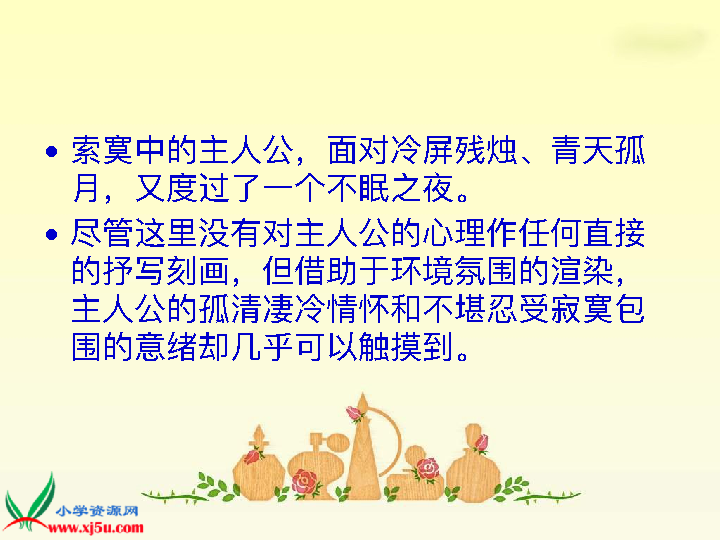 • 索寞中的主人公，面对冷屏残烛、青天孤
月，又度过了一个不眠之夜。
• 尽管这里没有对主人公的心理作任何直接
的抒写刻画，但借助于环境氛围的渲染，
主人公的孤清凄冷情怀和不堪忍受寂寞包
围的意绪却几乎可以触摸到。
小学资源网
www.xj5u.com